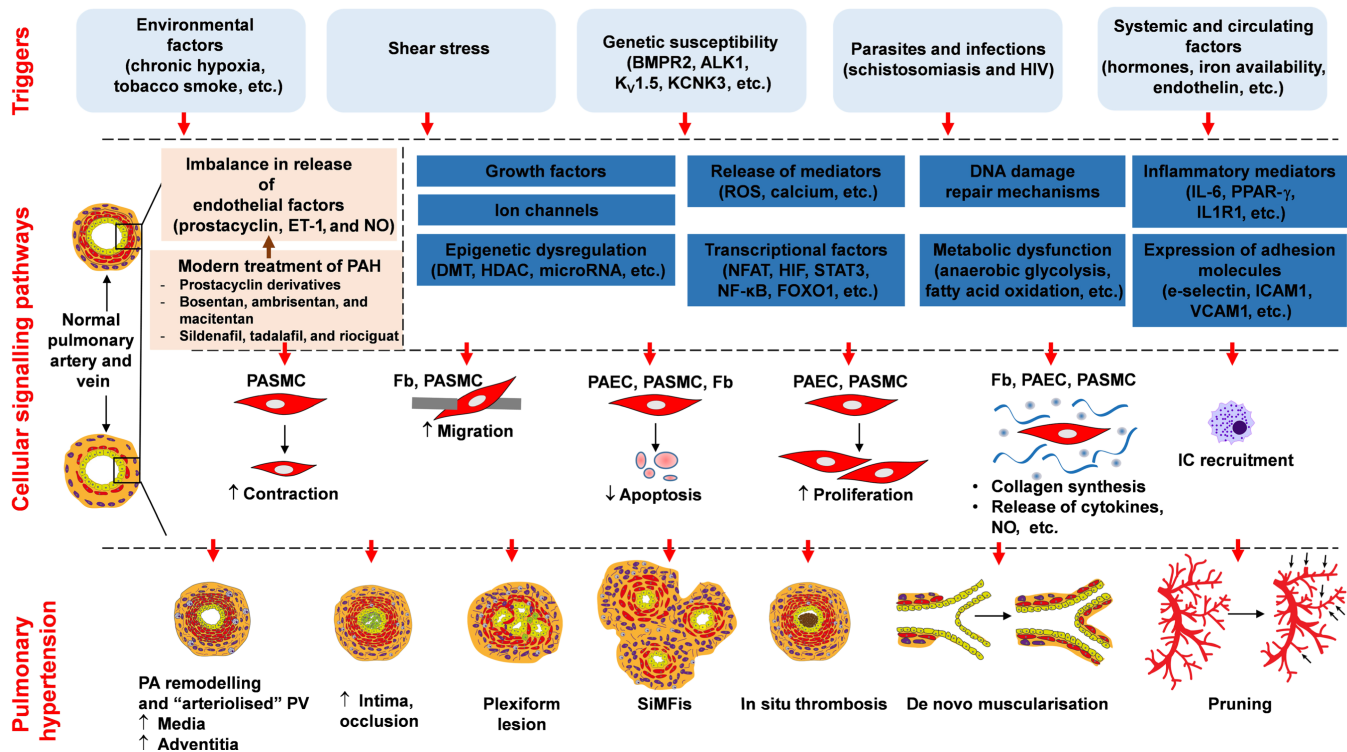 Triggers
Environmental
factors
(chronic hypoxia,
tobacco smoke, etc.)
Shear stress
Genetic susceptibility
(BMPR2, ALK1,
KV1.5, KCNK3, etc.)
Parasites and infections
(schistosomiasis and HIV)
Systemic and circulating
factors
(hormones, iron availability,
endothelin, etc.)
Cellular signalling pathways
Normal
pulmonary
artery and
vein
Imbalance in release
of
endothelial factors
(prostacyclin, ET-1, and NO)
Modern treatment of PAH
- Prostacyclin derivatives
- Bosentan, ambrisentan, and
macitentan
- Sildenafil, tadalafil, and riociguat
Growth factors
Ion channels
Epigenetic dysregulation
(DMT, HDAC, microRNA, etc.)
Release of mediators
(ROS, calcium, etc.)
Transcriptional factors
(NFAT, HIF, STAT3,
NF-κB, FOXO1, etc.)
DNA damage
repair mechanisms
Metabolic dysfunction
(anaerobic glycolysis,
fatty acid oxidation, etc.)
Inflammatory mediators
(IL-6, PPAR-γ,
IL1R1, etc.)
Expression of adhesion
molecules
(e-selectin, ICAM1,
VCAM1, etc.)
PASMC
↑ Contraction
Fb, PASMC
↑ Migration
PAEC, PASMC, Fb
↓ Apoptosis
PAEC, PASMC
↑ Proliferation
Fb, PAEC, PASMC
• Collagen synthesis
• Release of cytokines,
NO, etc.
IC recruitment
Pulmonary
hypertension
PA remodelling
and “arteriolised” PV
↑ Media
↑ Adventitia
↑ Intima,
occlusion
Plexiform
lesion
SiMFis
In situ thrombosis
De novo muscularisation
Pruning